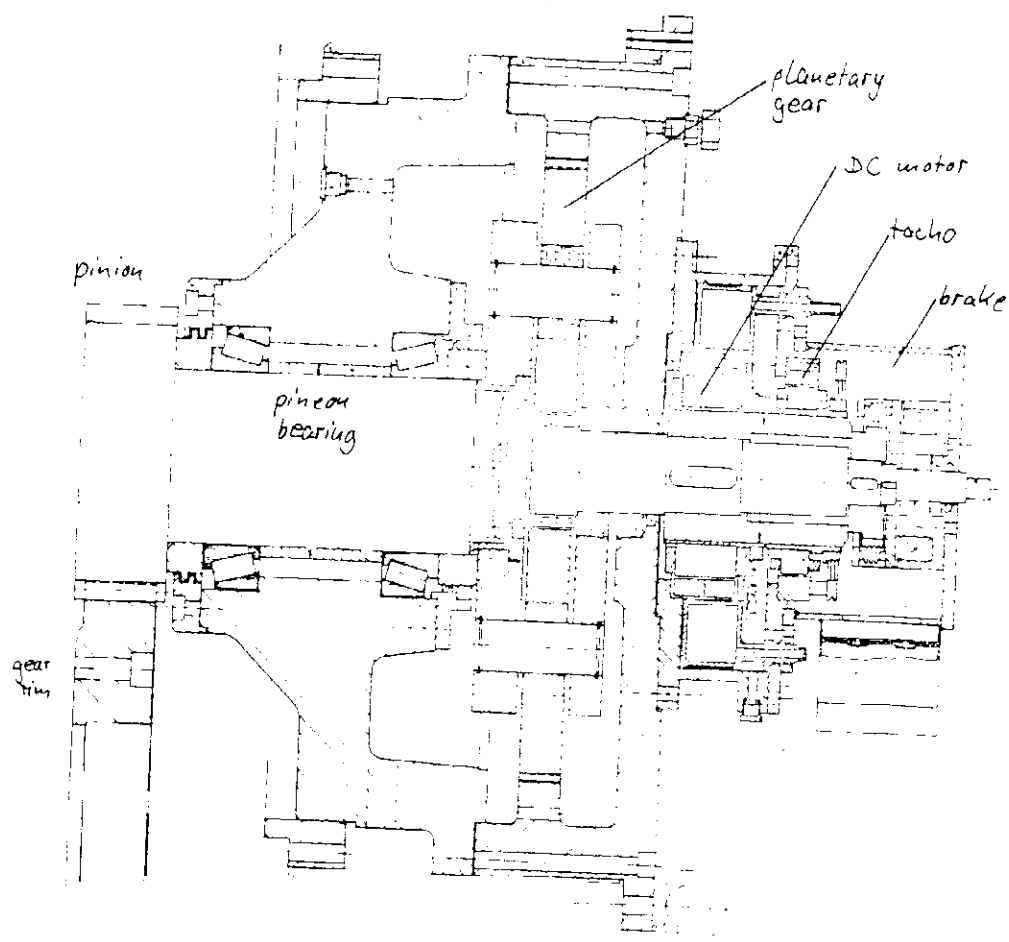 planetary
gear
DC motor
tacho
brake
pinion
pineon
bearing
gear
rim